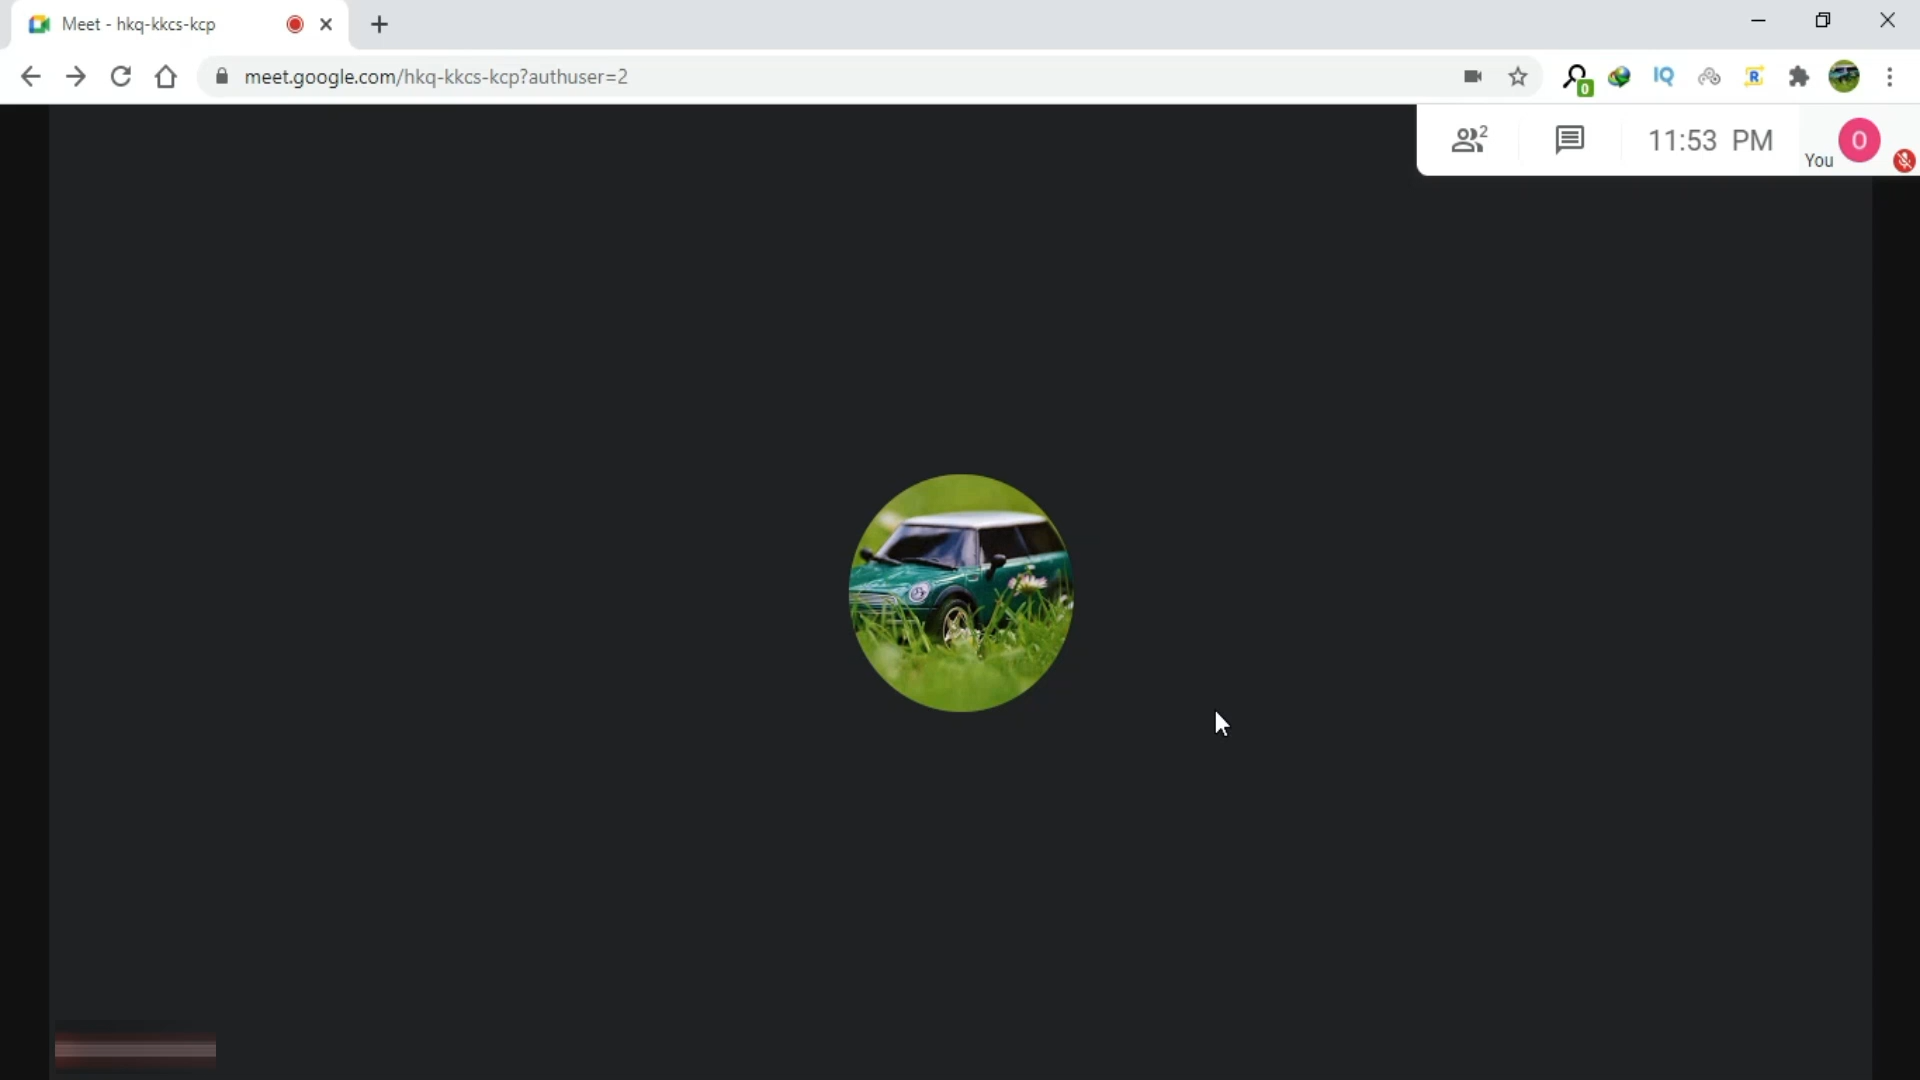 Meet - hkq-kkcs-kcp
meet.google.com/hkq-kkcs-kcp?authuser=2
0
IQ
R
2
11:53 PM
You
O